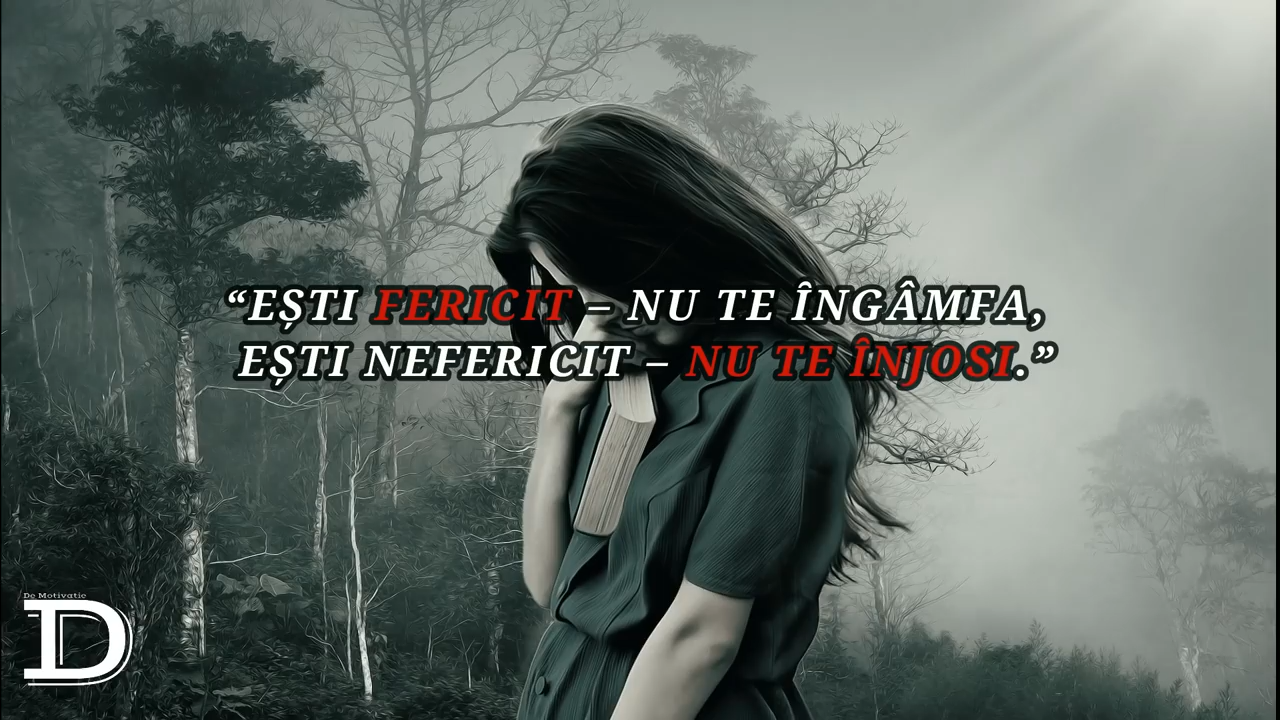 “EȘTI FERICIT – NU TE ÎNGÂMFA,
EȘTI NEFERICIT – NU TE ÎNJOSI.”
De Motivatie
D